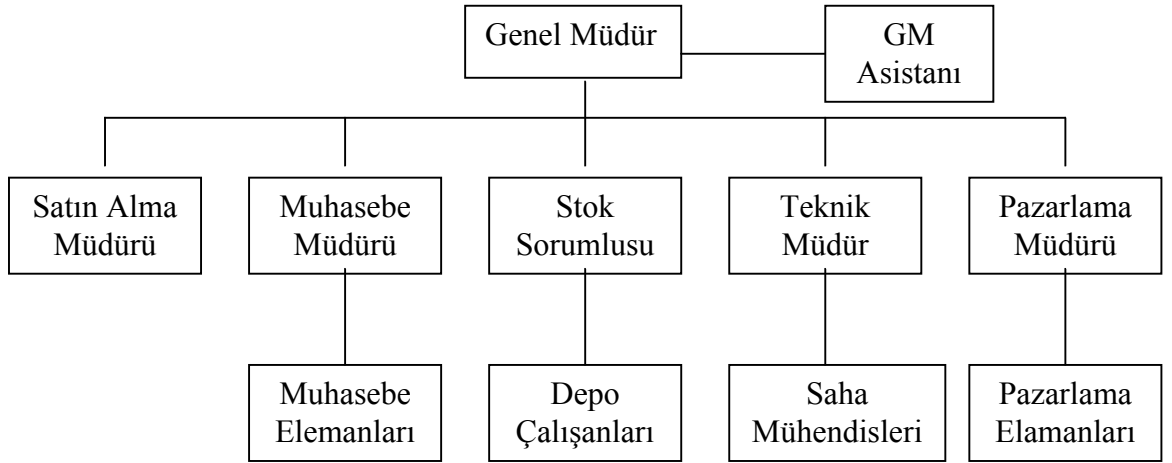 Genel Müdür
GM
Asistanı
Satın Alma
Müdürü
Muhasebe
Müdürü
Stok
Sorumlusu
Teknik
Müdür
Pazarlama
Müdürü
Muhasebe
Elemanları
Depo
Çalışanları
Saha
Mühendisleri
Pazarlama
Elamanları